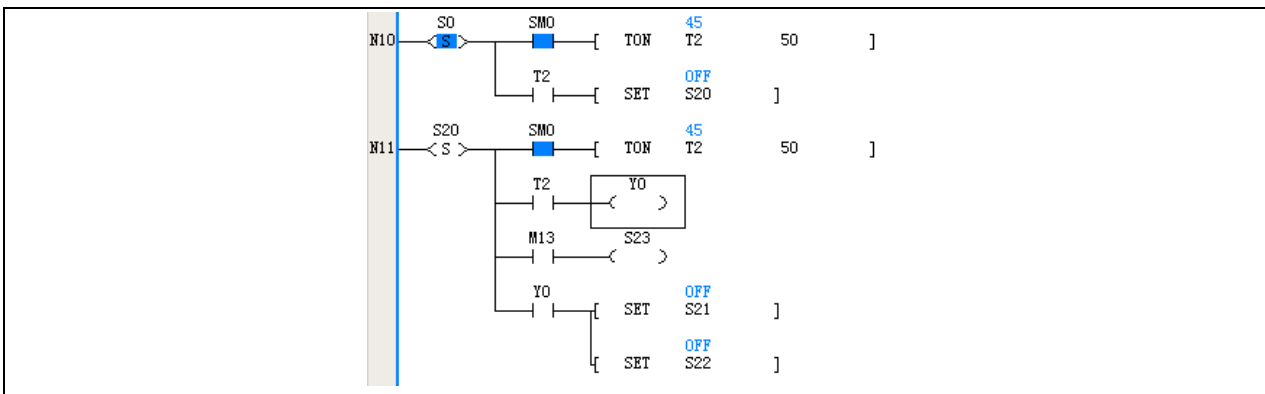 S0 SM0 45
N10 S [ TON T2 50 ]
T2 OFF
[ SET S20 ]
S20 SM0 45
N11 S [ TON T2 50 ]
T2 Y0
( )
M13 S23
( )
Y0 OFF
[ SET S21 ]
OFF
[ SET S22 ]